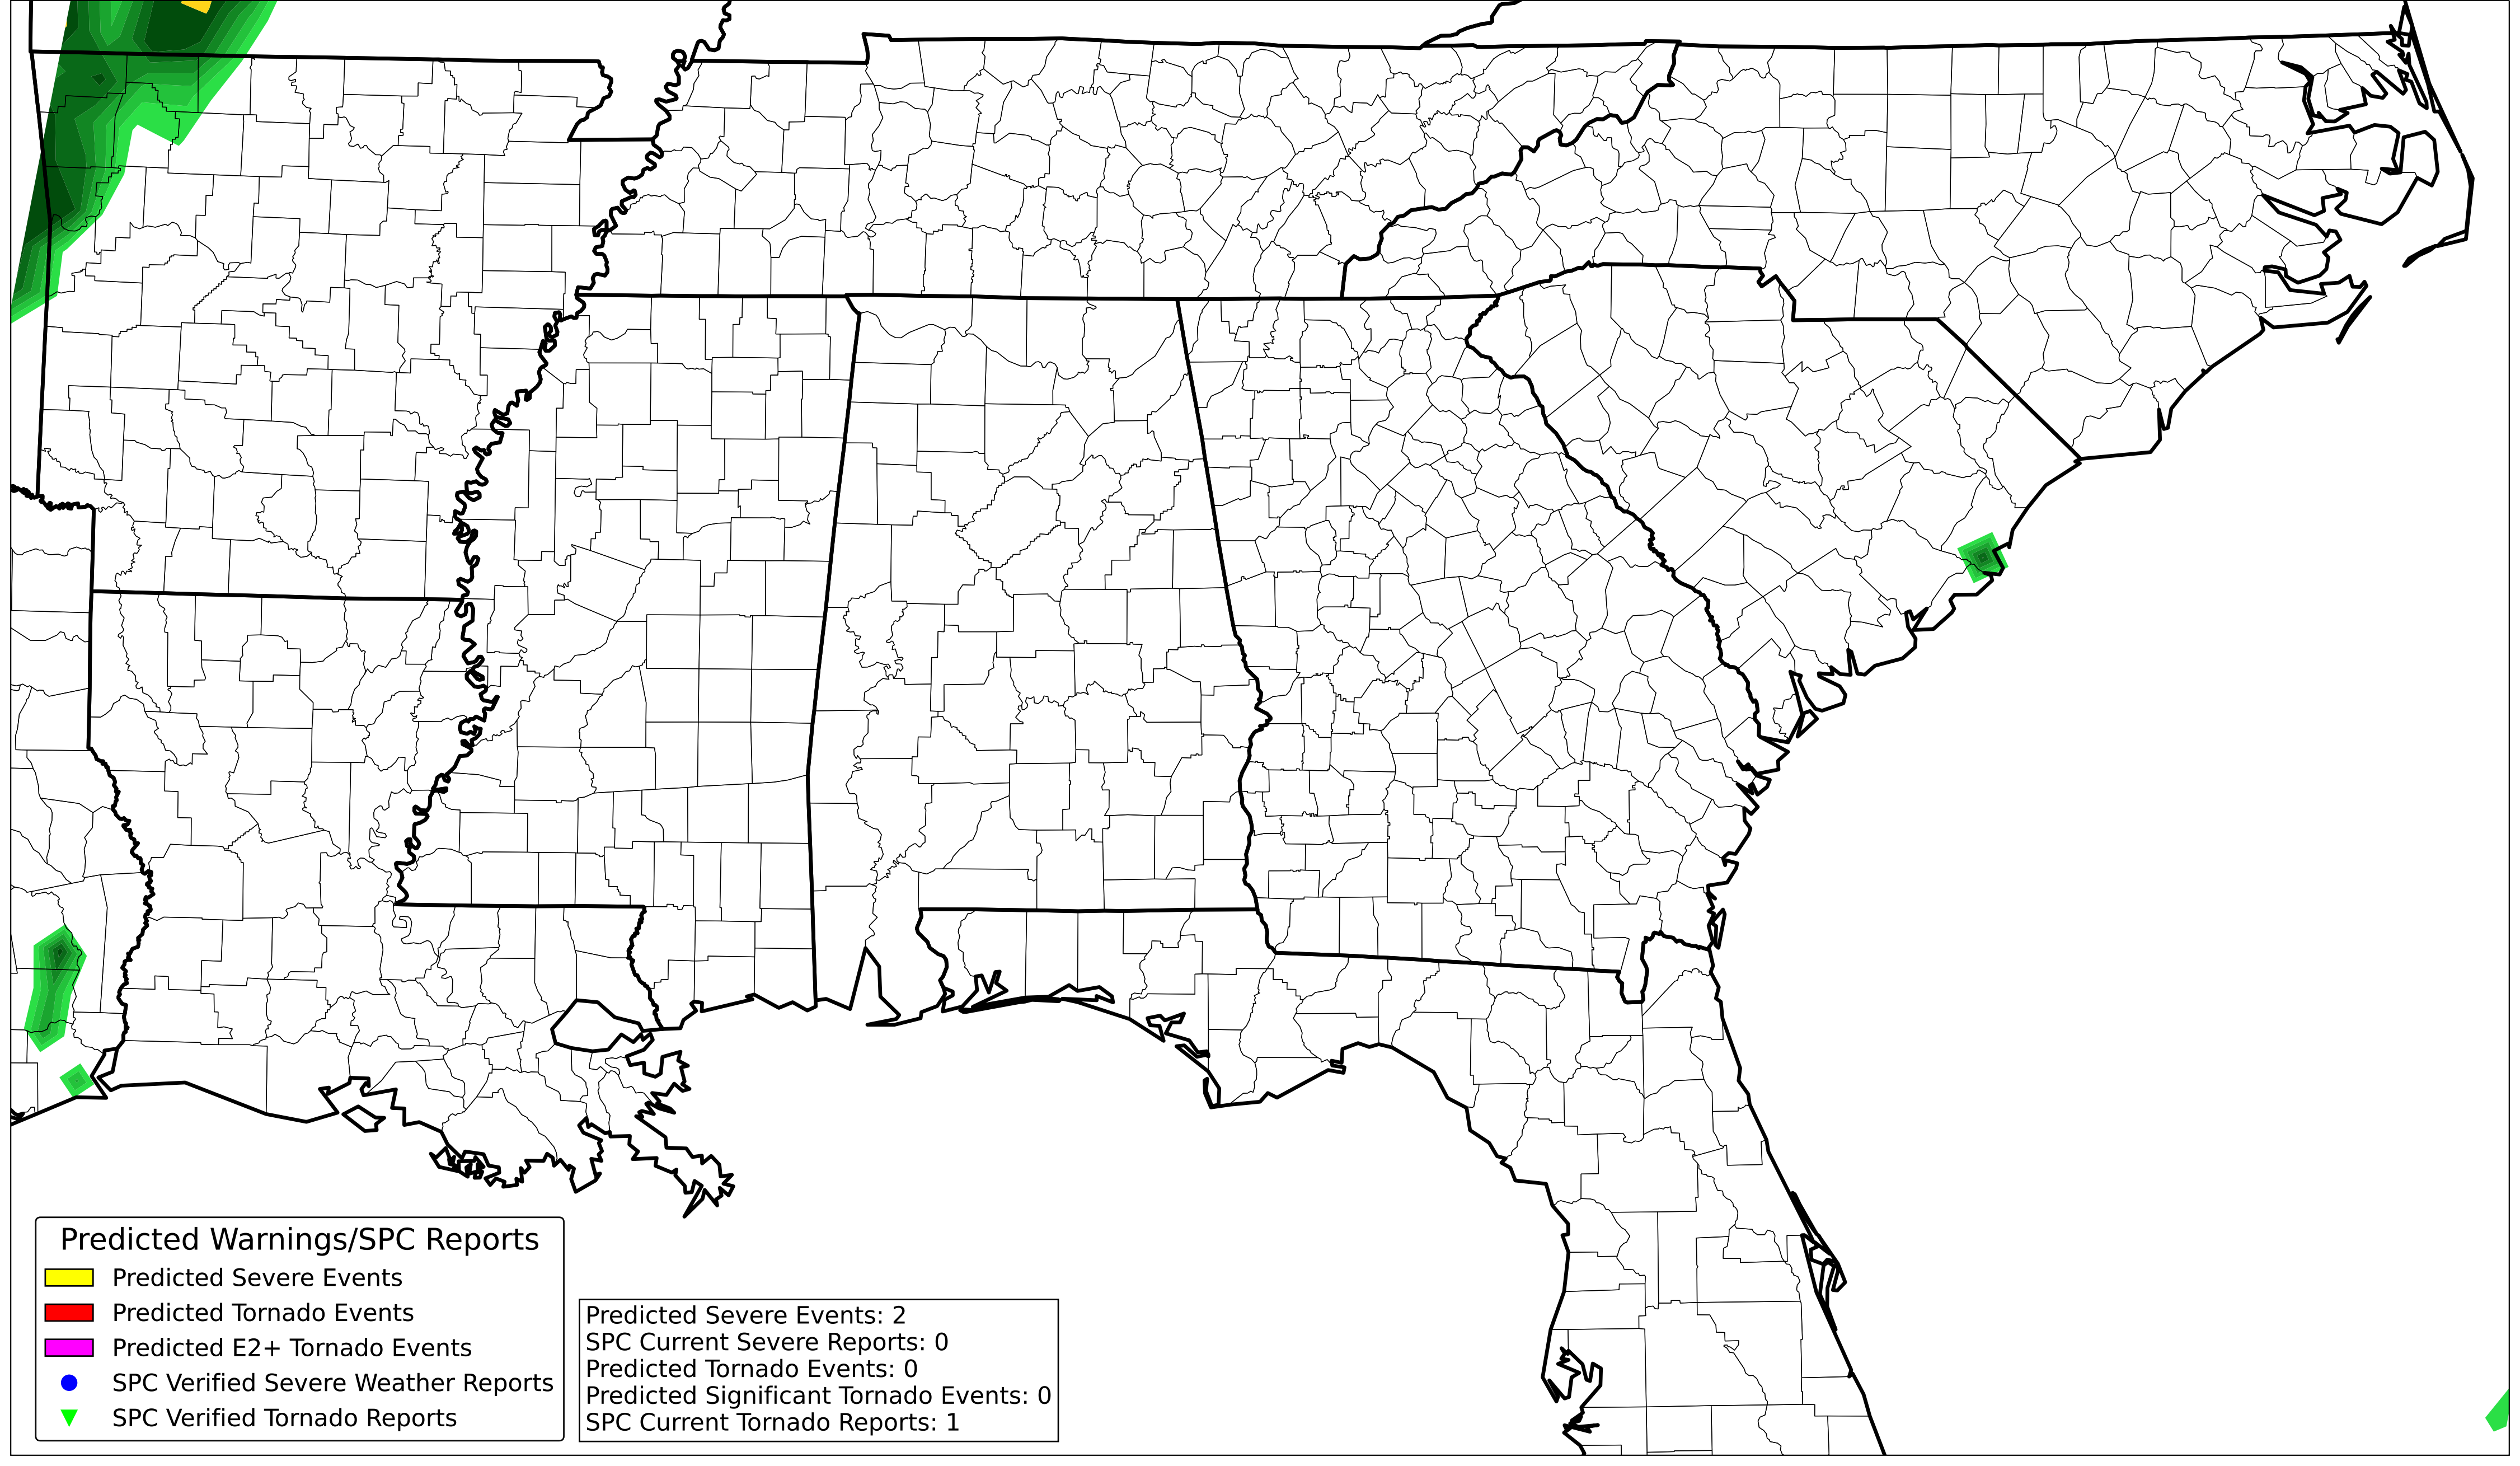 Predicted Warnings/SPC Reports
Predicted Severe Events
Predicted Tornado Events
Predicted E2+ Tornado Events
SPC Verified Severe Weather Reports
SPC Verified Tornado Reports
Predicted Severe Events: 2
SPC Current Severe Reports: 0
Predicted Tornado Events: 0
Predicted Significant Tornado Events: 0
SPC Current Tornado Reports: 1